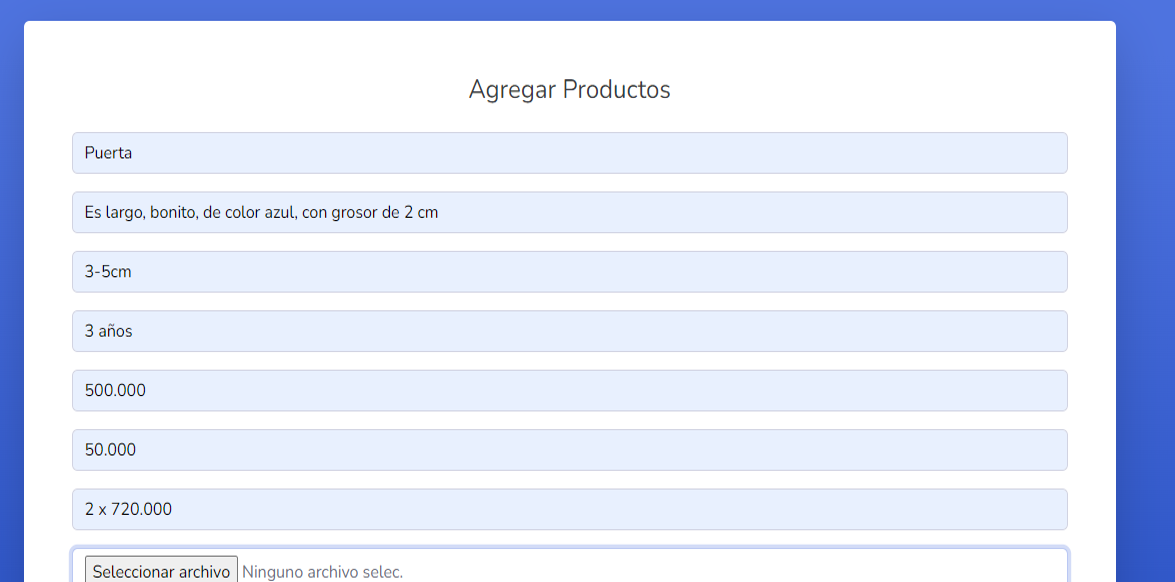 Agregar Productos
Puerta
Es largo, bonito, de color azul, con grosor de 2 cm
3-5cm
3 años
500.000
50.000
2 x 720.000
Seleccionar archivo Ninguno archivo selec.